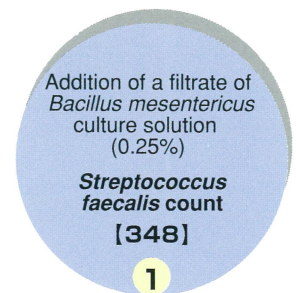 Addition of a filtrate of
Bacillus mesentericus
culture solution
(0.25%)
Streptococcus
faecalis count
【348】
1